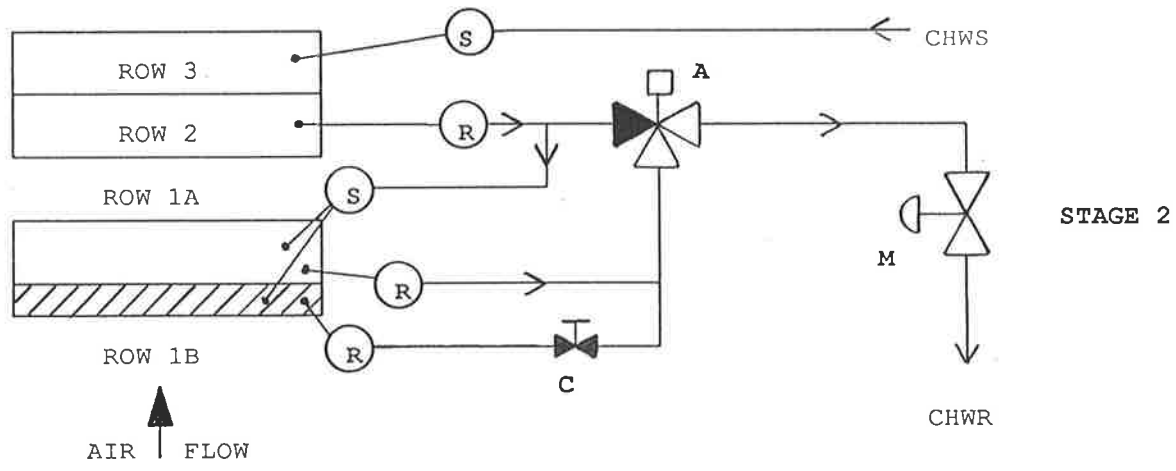 S
CHWS
ROW 3
A
ROW 2
R
S
ROW 1A
STAGE 2
M
R
R
ROW 1B
C
CHWR
AIR FLOW